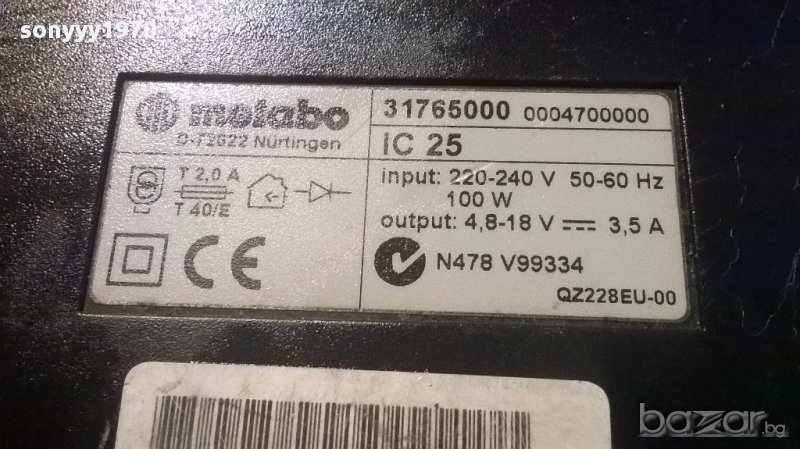 sonyyy1970
metabo
D-72622 Nürtingen
T 2,0 A
T 40/E
CE
31765000 0004700000
IC 25
input: 220-240 V 50-60 Hz
100 W
output: 4,8-18 V 3,5 A
N478 V99334
QZ228EU-00
bazar.bg